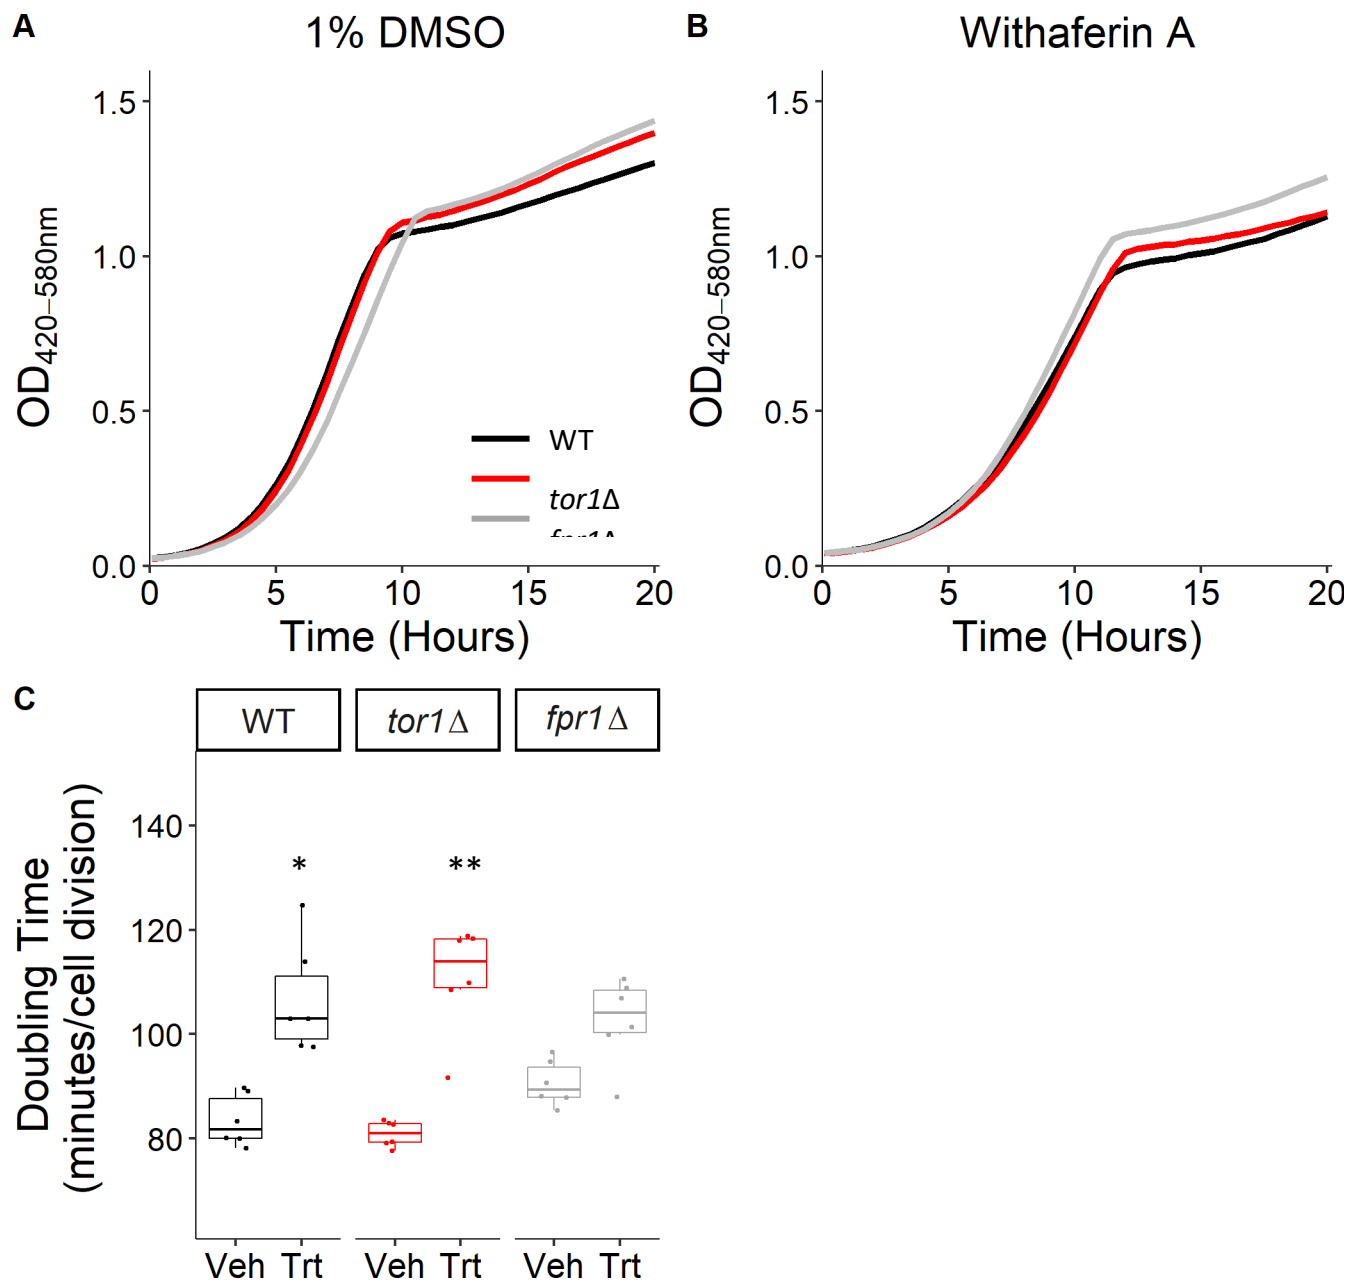 A
1% DMSO
OD420–580nm
1.5
1.0
0.5
0.0
WT
tor1Δ
0
5
10
15
20
Time (Hours)
B
Withaferin A
OD420–580nm
1.5
1.0
0.5
0.0
0
5
10
15
20
Time (Hours)
C
WT
tor1Δ
fpr1Δ
Doubling Time
(minutes/cell division)
140
120
100
80
*
**
Veh Trt
Veh Trt
Veh Trt